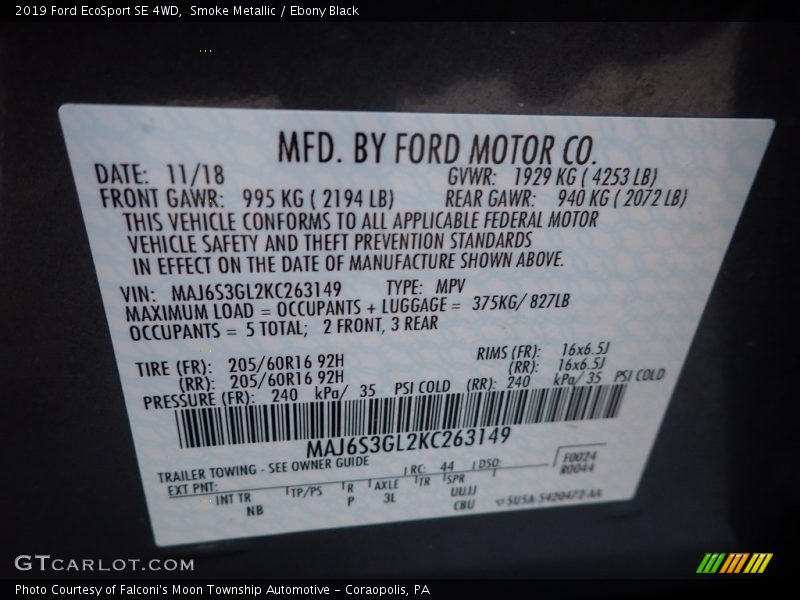 2019 Ford EcoSport SE 4WD,  Smoke Metallic / Ebony Black
MFD. BY FORD MOTOR CO.
DATE: 11/18 GVWR: 1929 KG ( 4253 LB)
FRONT GAWR: 995 KG ( 2194 LB) REAR GAWR: 940 KG ( 2072 LB)
THIS VEHICLE CONFORMS TO ALL APPLICABLE FEDERAL MOTOR
VEHICLE SAFETY AND THEFT PREVENTION STANDARDS
IN EFFECT ON THE DATE OF MANUFACTURE SHOWN ABOVE.
VIN: MAJ6S3GL2KC263149 TYPE: MPV
MAXIMUM LOAD = OCCUPANTS + LUGGAGE = 375KG/ 827LB
OCCUPANTS = 5 TOTAL; 2 FRONT, 3 REAR
TIRE (FR): 205/60R16 92H RIMS (FR): 16x6.5J
(RR): 205/60R16 92H (RR): 16x6.5J
PRESSURE (FR): 240 kPa/ 35 PSI COLD (RR): 240 kPa/ 35 PSI COLD
MAJ6S3GL2KC263149
TRAILER TOWING - SEE OWNER GUIDE
EXT PNT: RC: 44 DSO: F0024
R0044
INT TR TP/PS R AXLE TR SPR
NB P 3L UUJJ
CBU
GTCARLOT.COM
Photo Courtesy of Falconi's Moon Township Automotive - Coraopolis, PA